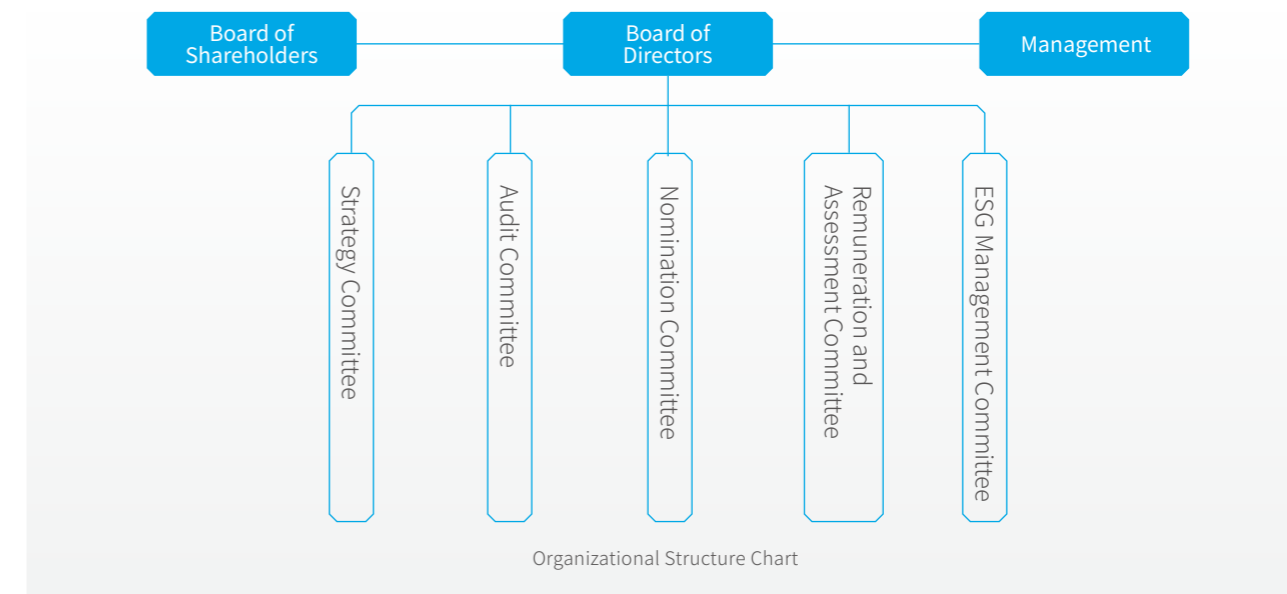 Board of
Shareholders
Board of
Directors
Management
Strategy Committee
Audit Committee
Nomination Committee
Remuneration and
Assessment Committee
ESG Management Committee
Organizational Structure Chart